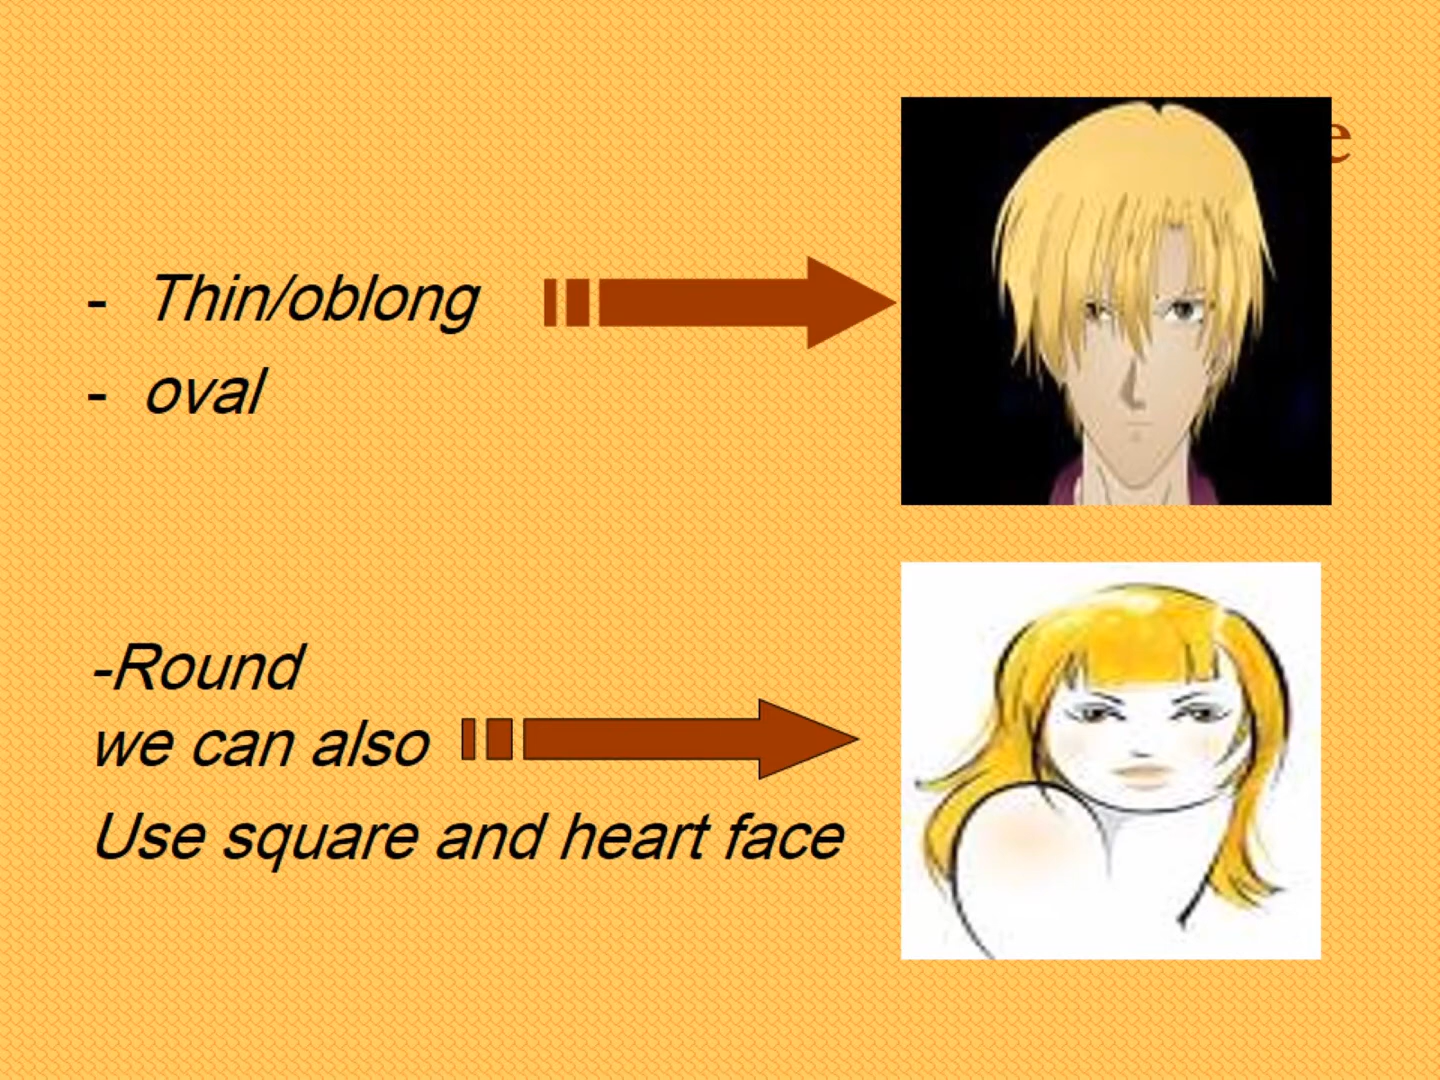 - Thin/oblong
- oval
-Round
we can also
Use square and heart face